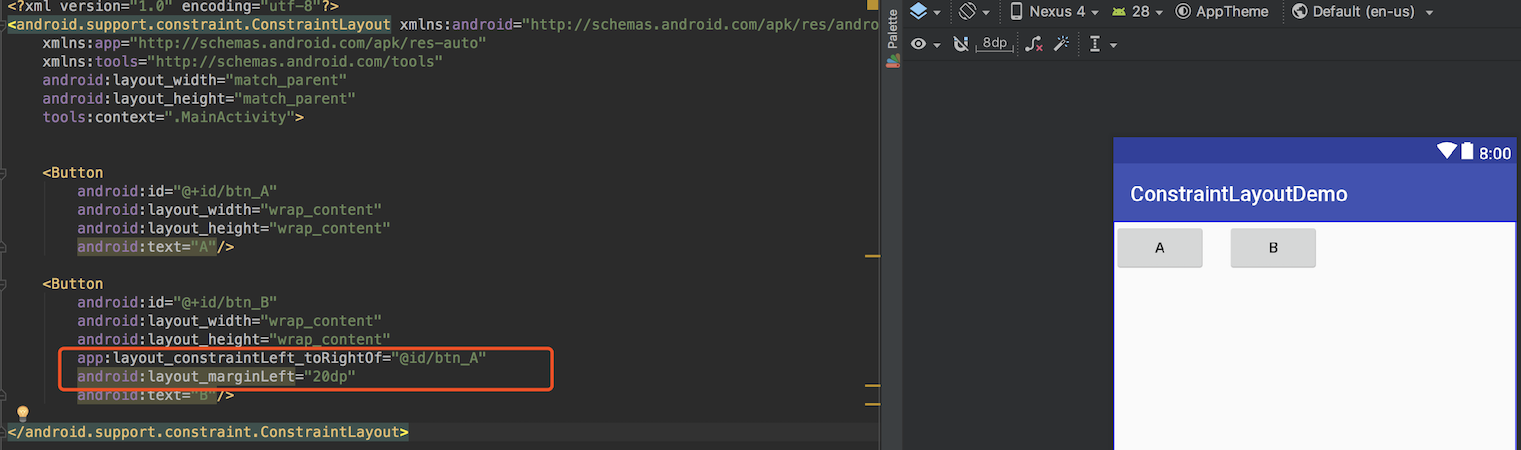 <?xml version="1.0" encoding="utf-8"?>
<android.support.constraint.ConstraintLayout xmlns:android="http://schemas.android.com/apk/res/andro
xmlns:app="http://schemas.android.com/apk/res-auto"
xmlns:tools="http://schemas.android.com/tools"
android:layout_width="match_parent"
android:layout_height="match_parent"
tools:context=".MainActivity">
<Button
android:id="@+id/btn_A"
android:layout_width="wrap_content"
android:layout_height="wrap_content"
android:text="A"/>
<Button
android:id="@+id/btn_B"
android:layout_width="wrap_content"
android:layout_height="wrap_content"
app:layout_constraintLeft_toRightOf="@id/btn_A"
android:layout_marginLeft="20dp"
android:text="B"/>
</android.support.constraint.ConstraintLayout>
Palette
Nexus 4 28 AppTheme Default (en-us)
8dp
8:00
ConstraintLayoutDemo
A B